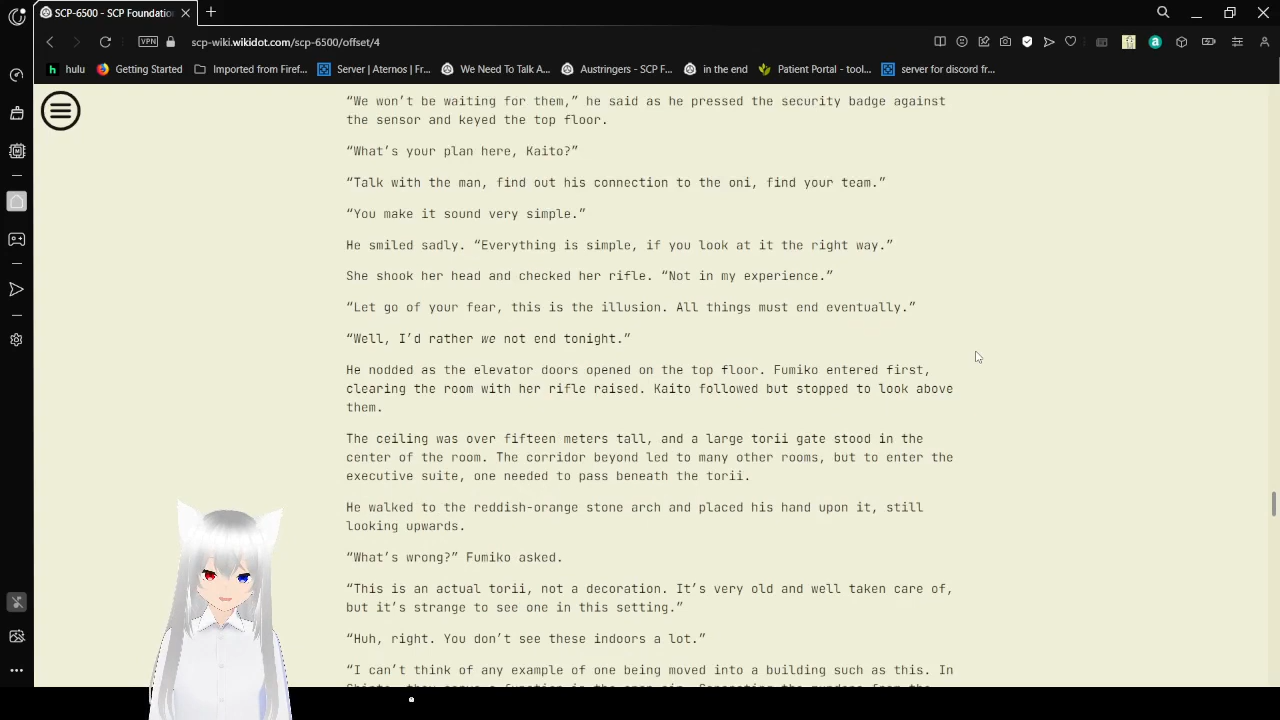 SCP-6500 - SCP Foundation
VPN
scp-wiki.wikidot.com/scp-6500/offset/4
hulu
Getting Started
Imported from Firef...
Server | Aternos | Fr...
We Need To Talk A...
Austringers - SCP F...
in the end
Patient Portal - tool...
server for discord fr...
“We won’t be waiting for them,” he said as he pressed the security badge against
the sensor and keyed the top floor.
“What’s your plan here, Kaito?”
“Talk with the man, find out his connection to the oni, find your team.”
“You make it sound very simple.”
He smiled sadly. “Everything is simple, if you look at it the right way.”
She shook her head and checked her rifle. “Not in my experience.”
“Let go of your fear, this is the illusion. All things must end eventually.”
“Well, I’d rather we not end tonight.”
He nodded as the elevator doors opened on the top floor. Fumiko entered first,
clearing the room with her rifle raised. Kaito followed but stopped to look above
them.
The ceiling was over fifteen meters tall, and a large torii gate stood in the
center of the room. The corridor beyond led to many other rooms, but to enter the
executive suite, one needed to pass beneath the torii.
He walked to the reddish-orange stone arch and placed his hand upon it, still
looking upwards.
“What’s wrong?” Fumiko asked.
“This is an actual torii, not a decoration. It’s very old and well taken care of,
but it’s strange to see one in this setting.”
“Huh, right. You don’t see these indoors a lot.”
“I can’t think of any example of one being moved into a building such as this. In